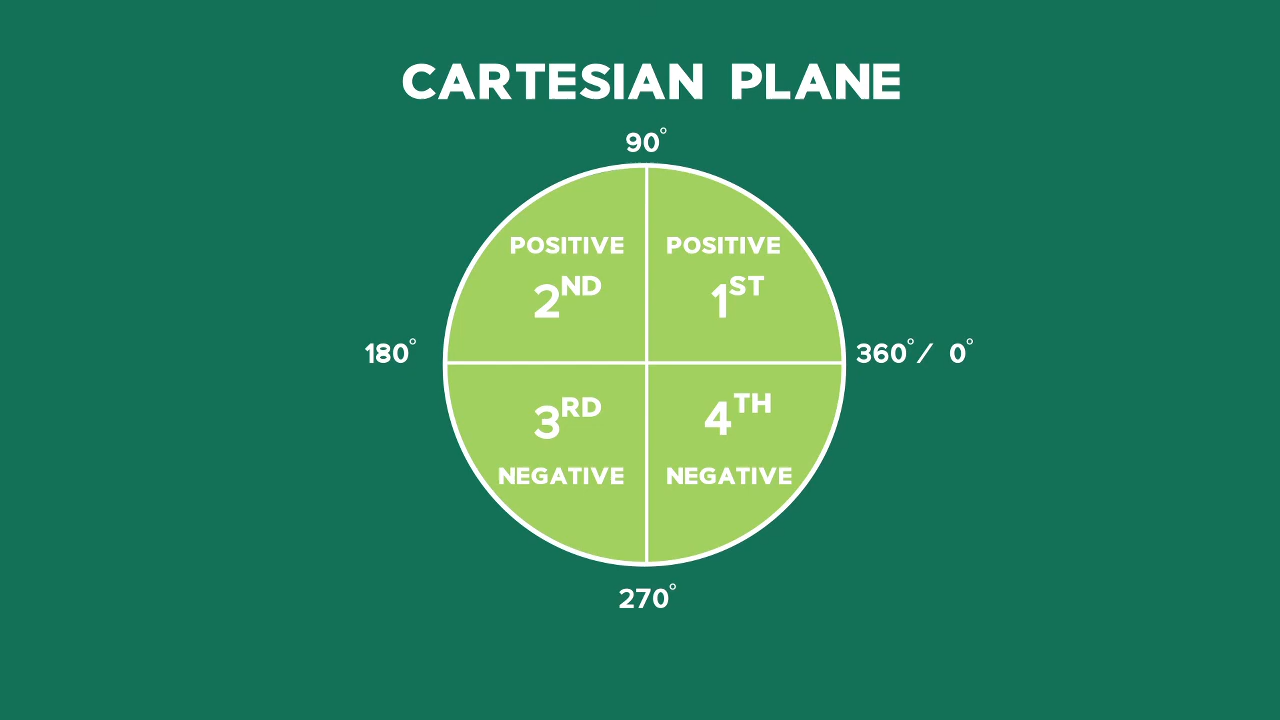 CARTESIAN PLANE
90°
POSITIVE POSITIVE
2ND 1ST
180° 360°/ 0°
3RD 4TH
NEGATIVE NEGATIVE
270°